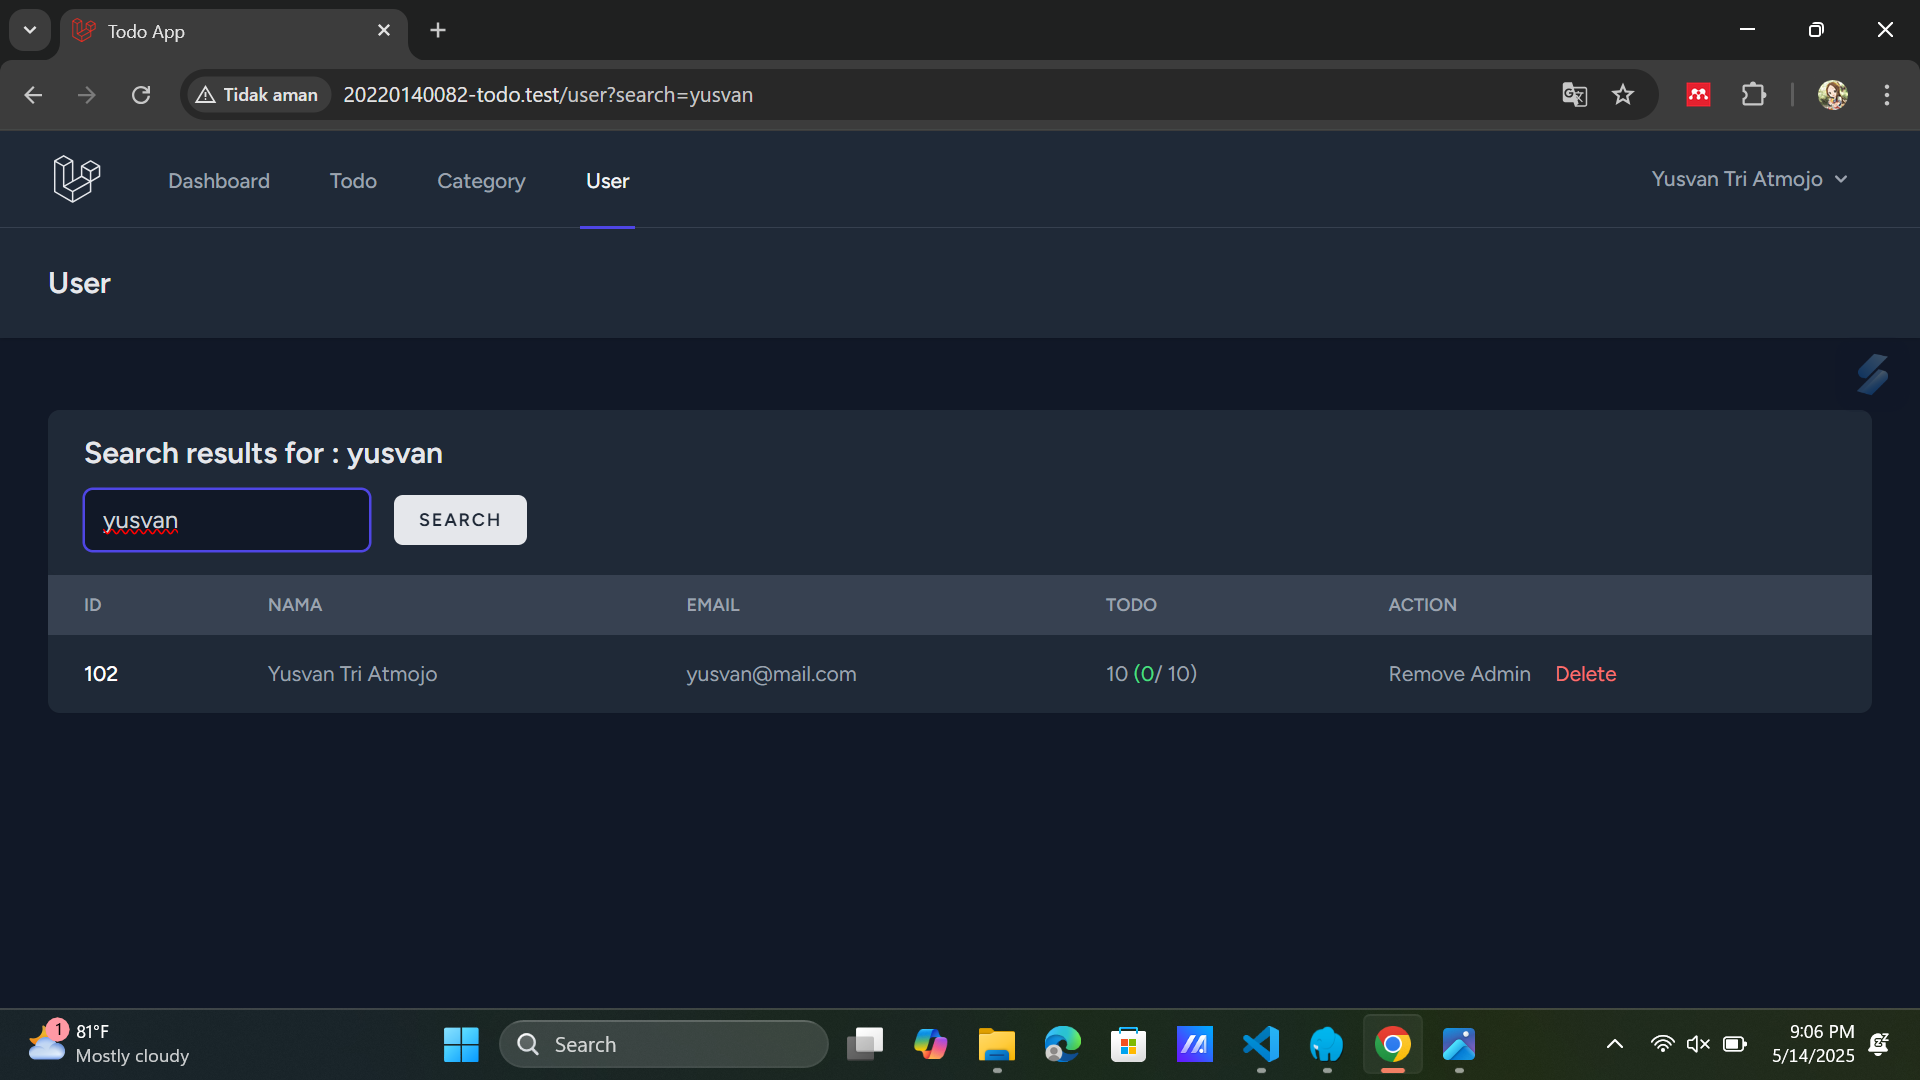 Todo App
Tidak aman
20220140082-todo.test/user?search=yusvan
Dashboard
Todo
Category
User
Yusvan Tri Atmojo
User
Search results for : yusvan
yusvan
SEARCH
ID NAMA EMAIL TODO ACTION
102 Yusvan Tri Atmojo yusvan@mail.com 10 (0/ 10) Remove Admin Delete
1
81°F
Mostly cloudy
Search
9:06 PM
5/14/2025